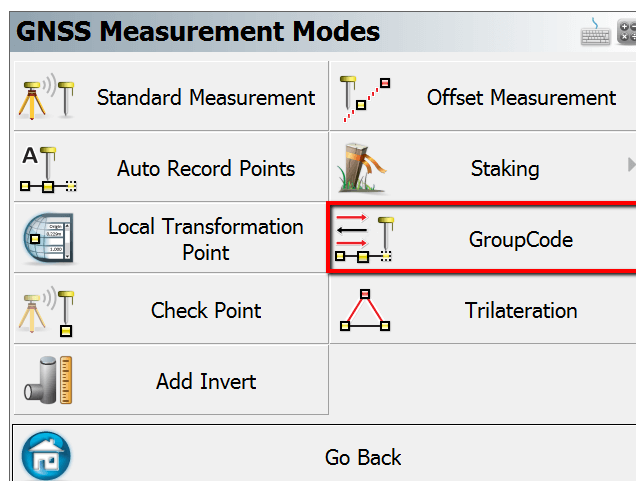 GNSS Measurement Modes
Standard Measurement
Offset Measurement
A
Auto Record Points
Staking
Local Transformation
Point
GroupCode
Check Point
Trilateration
Add Invert
Go Back